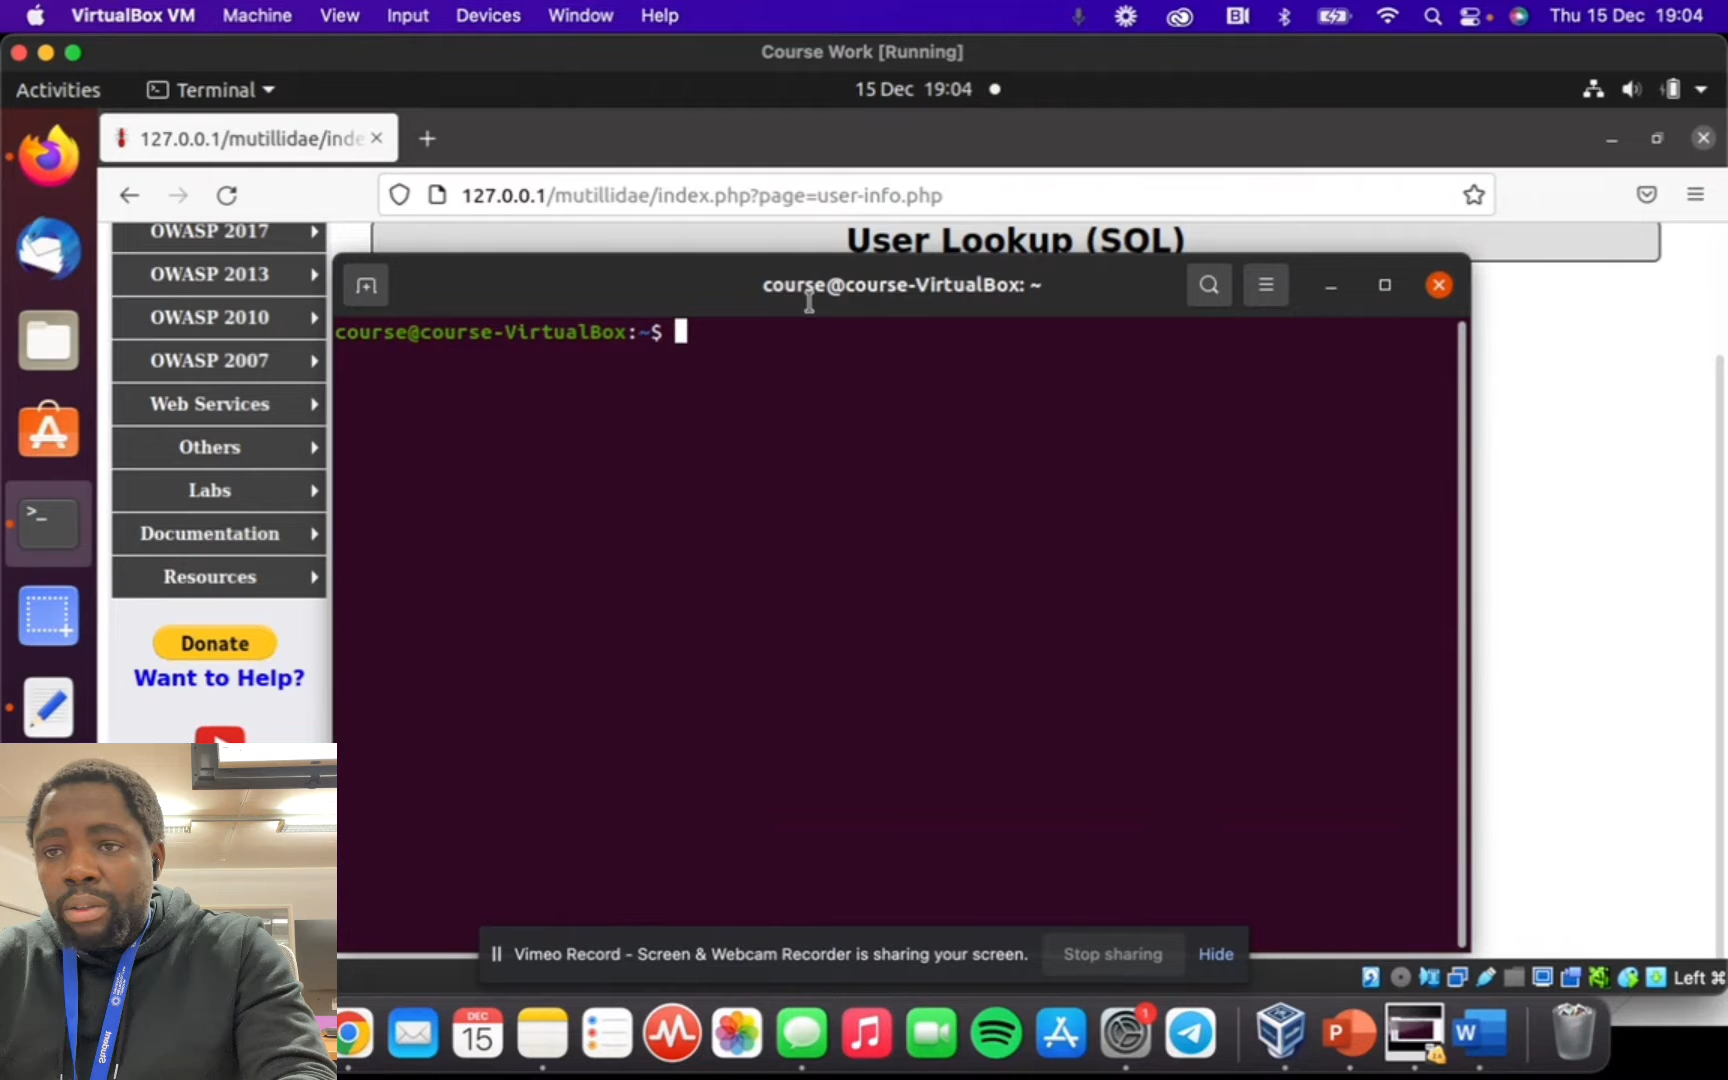 VirtualBox VM Machine View Input Devices Window Help Thu 15 Dec 19:04
Course Work [Running]
Activities Terminal 15 Dec 19:04
127.0.0.1/mutillidae/inde
127.0.0.1/mutillidae/index.php?page=user-info.php
OWASP 2017
User Lookup (SQL)
OWASP 2013
course@course-VirtualBox: ~
OWASP 2010
course@course-VirtualBox:~$
OWASP 2007
Web Services
Others
Labs
Documentation
Resources
Donate
Want to Help?
Vimeo Record - Screen & Webcam Recorder is sharing your screen. Stop sharing Hide
Left ⌘
DEC
15
1
P
W